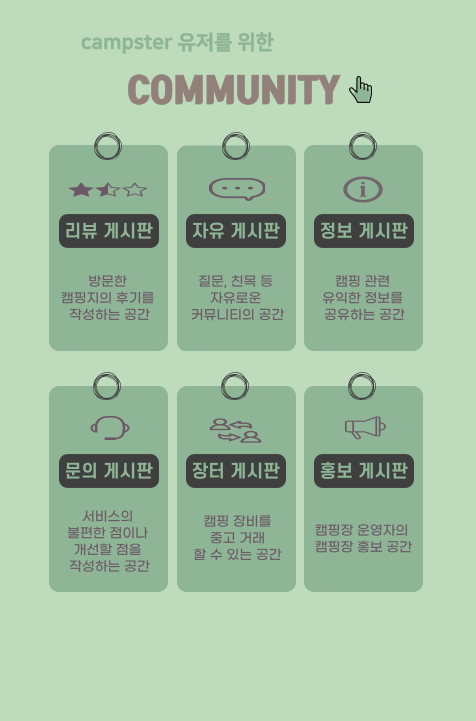 campster 유저를 위한
COMMUNITY
리뷰 게시판
방문한
캠핑지의 후기를
작성하는 공간
자유 게시판
질문, 친목 등
자유로운
커뮤니티의 공간
정보 게시판
캠핑 관련
유익한 정보를
공유하는 공간
문의 게시판
서비스의
불편한 점이나
개선할 점을
작성하는 공간
장터 게시판
캠핑 장비를
중고 거래
할 수 있는 공간
홍보 게시판
캠핑장 운영자의
캠핑장 홍보 공간